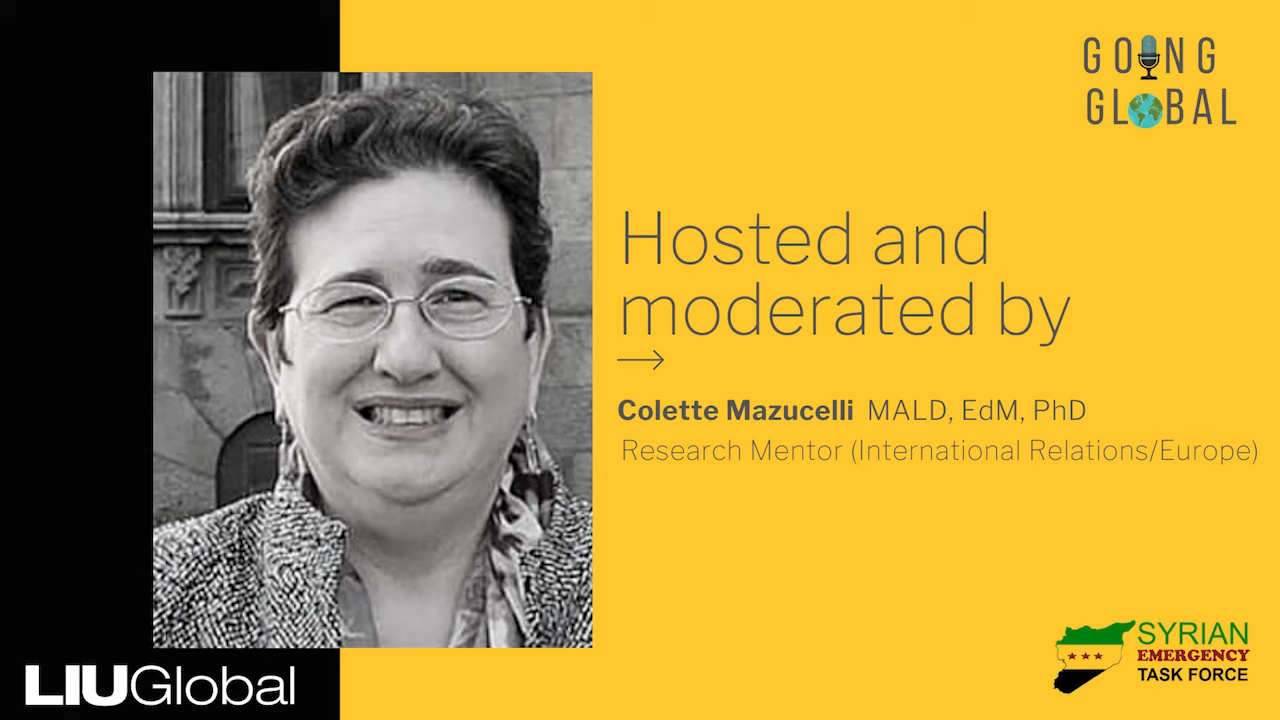 GOING
GLOBAL
Hosted and
moderated by
Colette Mazucelli MALD, EdM, PhD
Research Mentor (International Relations/Europe)
SYRIAN
EMERGENCY
TASK FORCE
LIUGlobal